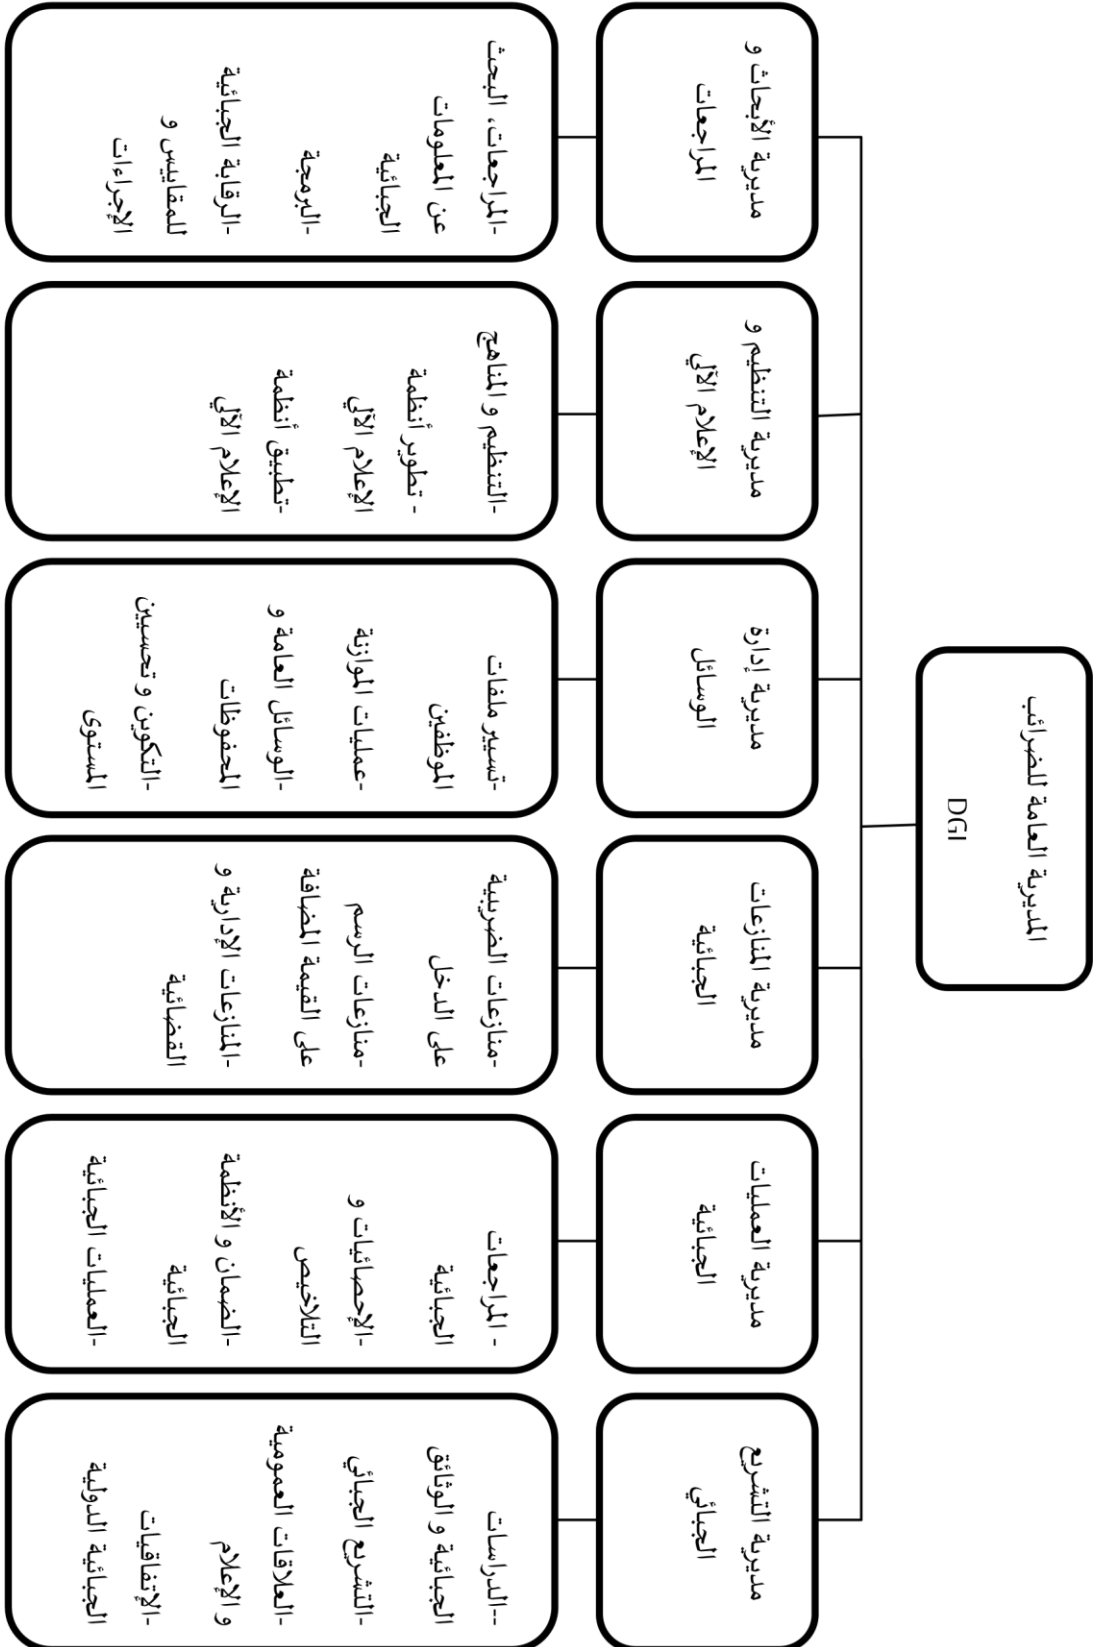 المديرية العامة للضرائب
DGI
مديرية التشريع
الجبائي
مديرية العمليات
الجبائية
مديرية المنازعات
الجبائية
مديرية إدارة
الوسائل
مديرية التنظيم و
الإعلام الآلي
مديرية الأبحاث و
المراجعات
--الدراسات
الجبائية و الوثائق
-التشريع الجبائي
-العلاقات العمومية
و الإعلام
-الإتفاقيات
الجبائية الدولية
- المراجعات
الجبائية
-الإحصائيات و
التلاخيص
-الضمان و الأنظمة
الجبائية
-العمليات الجبائية
-منازعات الضريبية
على الدخل
-منازعات الرسم
على القيمة المضافة
-المنازعات الإدارية و
القضائية
-تسيير ملفات
الموظفين
-عمليات الموازنة
-الوسائل العامة و
المحفوظات
-التكوين و تحسيين
المستوى
-التنظيم و المناهج
- تطوير أنظمة
الإعلام الآلي
-تطبيق أنظمة
الإعلام الآلي
-المراجعات، البحث
عن المعلومات
الجبائية
-البرمجة
-الرقابة الجبائية
للمقاييس و
الإجراءات